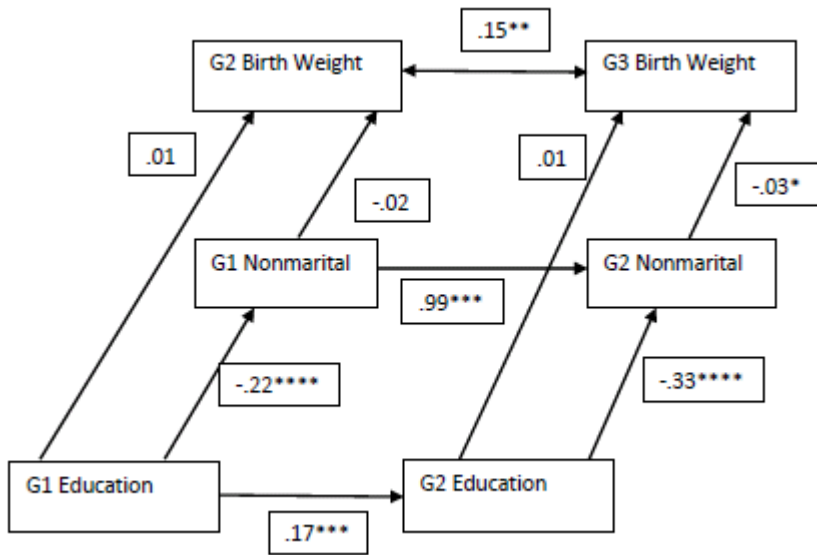 .15**
G2 Birth Weight
G3 Birth Weight
.01
.01
-.03*
-.02
G1 Nonmarital
G2 Nonmarital
.99***
-.22****
-.33****
G1 Education
G2 Education
.17***